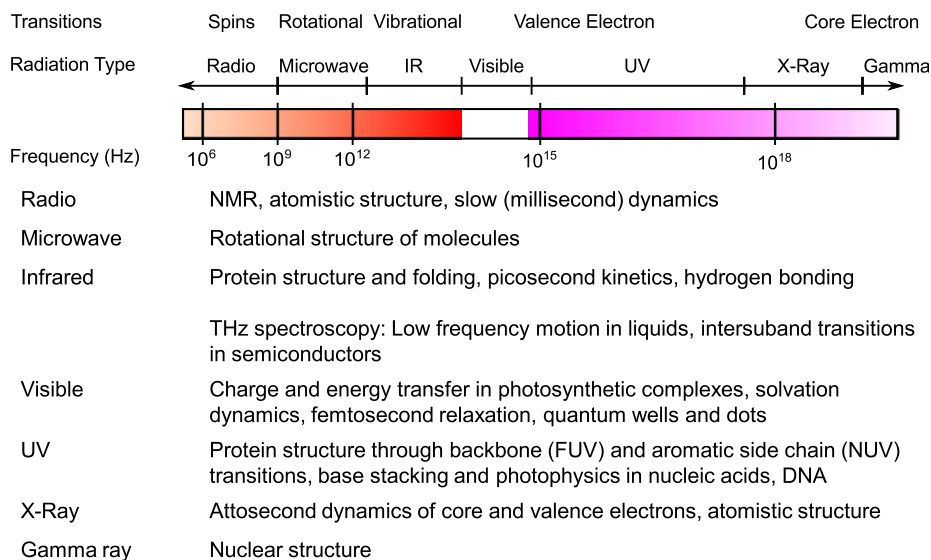 Transitions Spins Rotational Vibrational Valence Electron Core Electron
Radiation Type Radio Microwave IR Visible UV X-Ray Gamma
Frequency (Hz) 10⁶ 10⁹ 10¹² 10¹⁵ 10¹⁸
Radio NMR, atomistic structure, slow (millisecond) dynamics
Microwave Rotational structure of molecules
Infrared Protein structure and folding, picosecond kinetics, hydrogen bonding
THz spectroscopy: Low frequency motion in liquids, intersuband transitions
in semiconductors
Visible Charge and energy transfer in photosynthetic complexes, solvation
dynamics, femtosecond relaxation, quantum wells and dots
UV Protein structure through backbone (FUV) and aromatic side chain (NUV)
transitions, base stacking and photophysics in nucleic acids, DNA
X-Ray Attosecond dynamics of core and valence electrons, atomistic structure
Gamma ray Nuclear structure